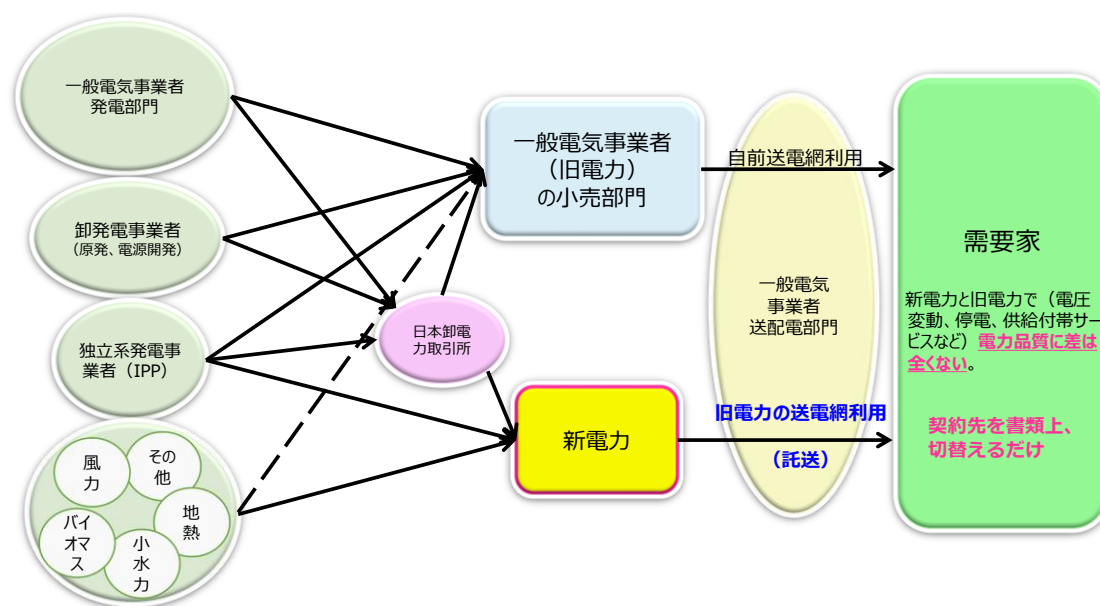 一般電気事業者
発電部門
卸発電事業者
（原発、電源開発）
独立系発電事
業者（IPP）
風
力
その
他
地
熱
バイ
オマ
ス
小
水
力
日本卸電
力取引所
一般電気事業者
（旧電力）
の小売部門
新電力
自前送電網利用
一般電気
事業者
送配電部門
旧電力の送電網利用
（託送）
需要家
新電力と旧電力で（電圧
変動、停電、供給付帯サー
ビスなど）電力品質に差は
全くない。
契約先を書類上、
切替えるだけ